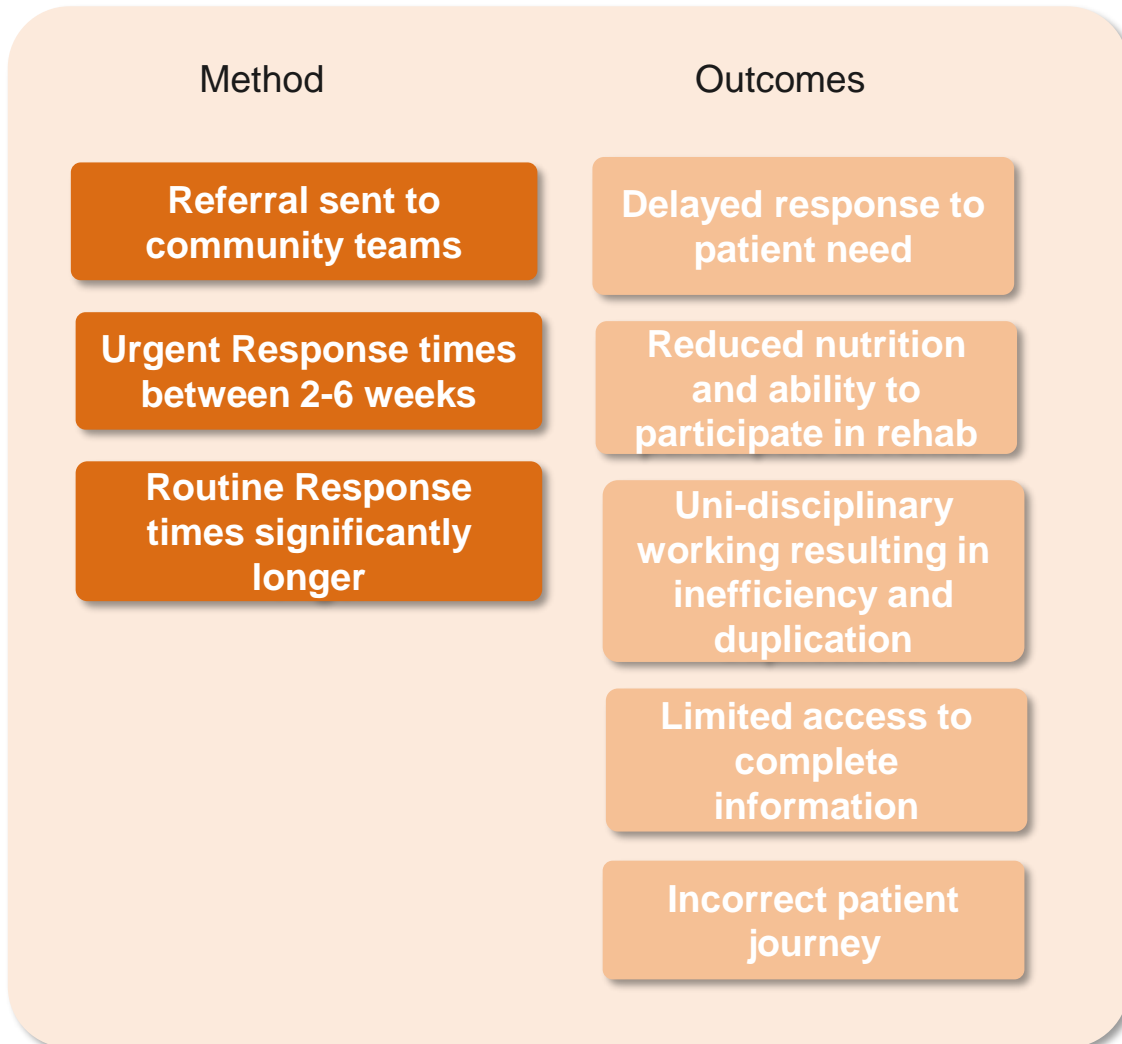 Method
Referral sent to
community teams
Urgent Response times
between 2-6 weeks
Routine Response
times significantly
longer
Outcomes
Delayed response to
patient need
Reduced nutrition
and ability to
participate in rehab
Uni-disciplinary
working resulting in
inefficiency and
duplication
Limited access to
complete
information
Incorrect patient
journey